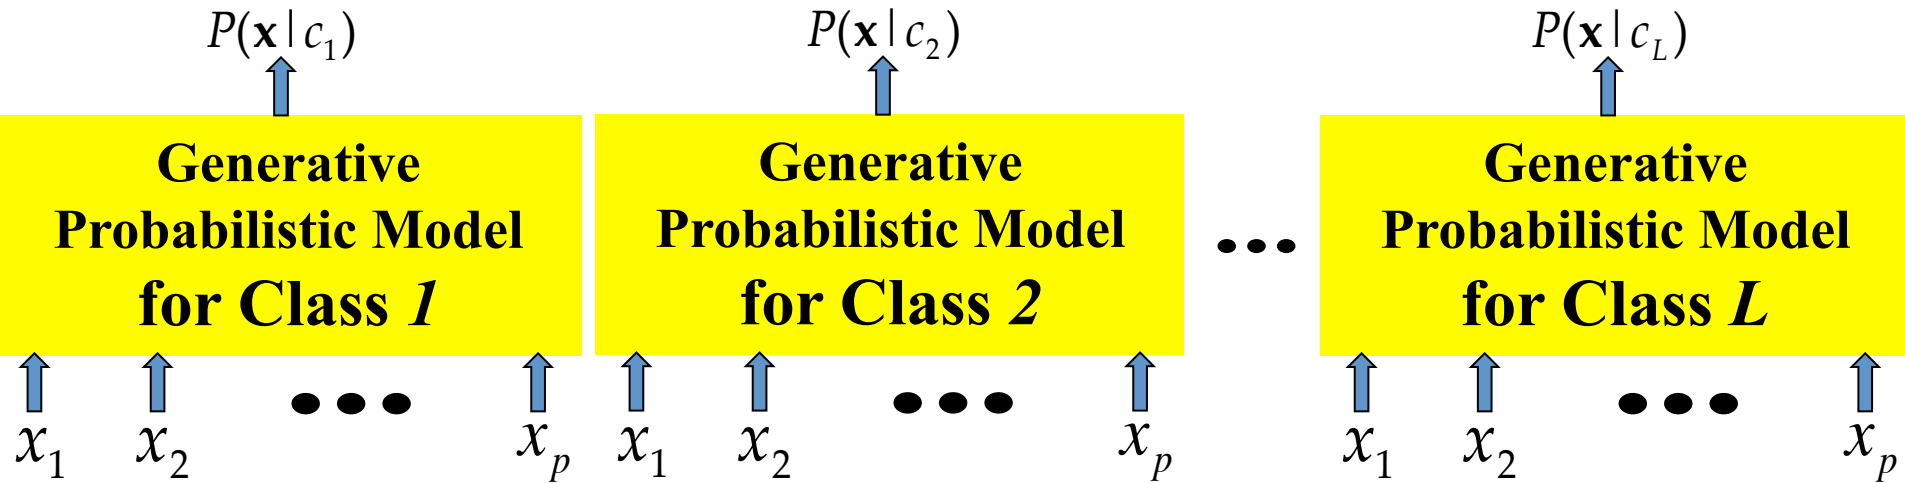 P(x | c₁)
Generative
Probabilistic Model
for Class 1
x₁ x₂ ••• xₚ
P(x | c₂)
Generative
Probabilistic Model
for Class 2
x₁ x₂ ••• xₚ
•••
P(x | c_L)
Generative
Probabilistic Model
for Class L
x₁ x₂ ••• xₚ